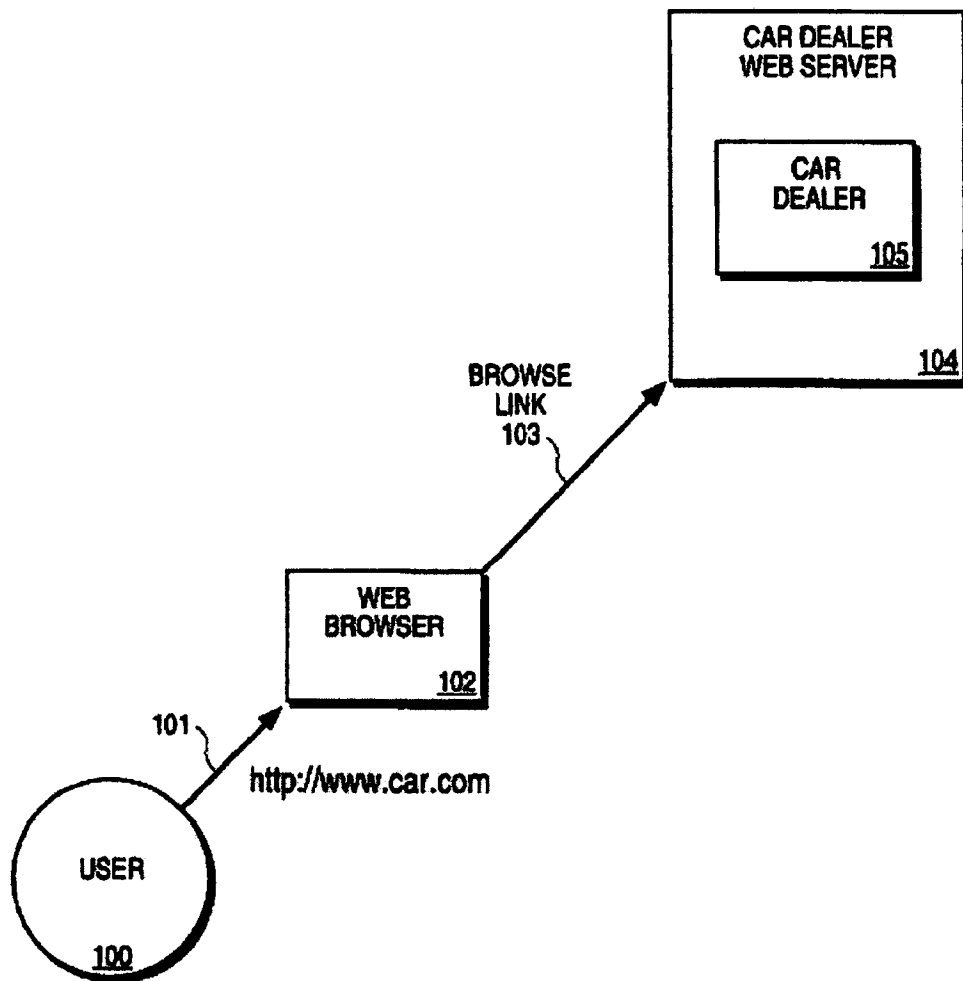 CAR DEALER
WEB SERVER
CAR
DEALER
105
104
BROWSE
LINK
103
WEB
BROWSER
102
101
http://www.car.com
USER
100